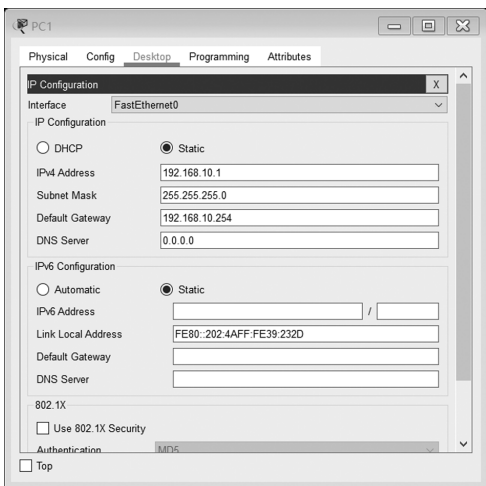 PC1
Physical Config Desktop Programming Attributes
IP Configuration X
Interface FastEthernet0
IP Configuration
DHCP Static
IPv4 Address 192.168.10.1
Subnet Mask 255.255.255.0
Default Gateway 192.168.10.254
DNS Server 0.0.0.0
IPv6 Configuration
Automatic Static
IPv6 Address /
Link Local Address FE80::202:4AFF:FE39:232D
Default Gateway
DNS Server
802.1X
Use 802.1X Security
Authentication MD5
Top